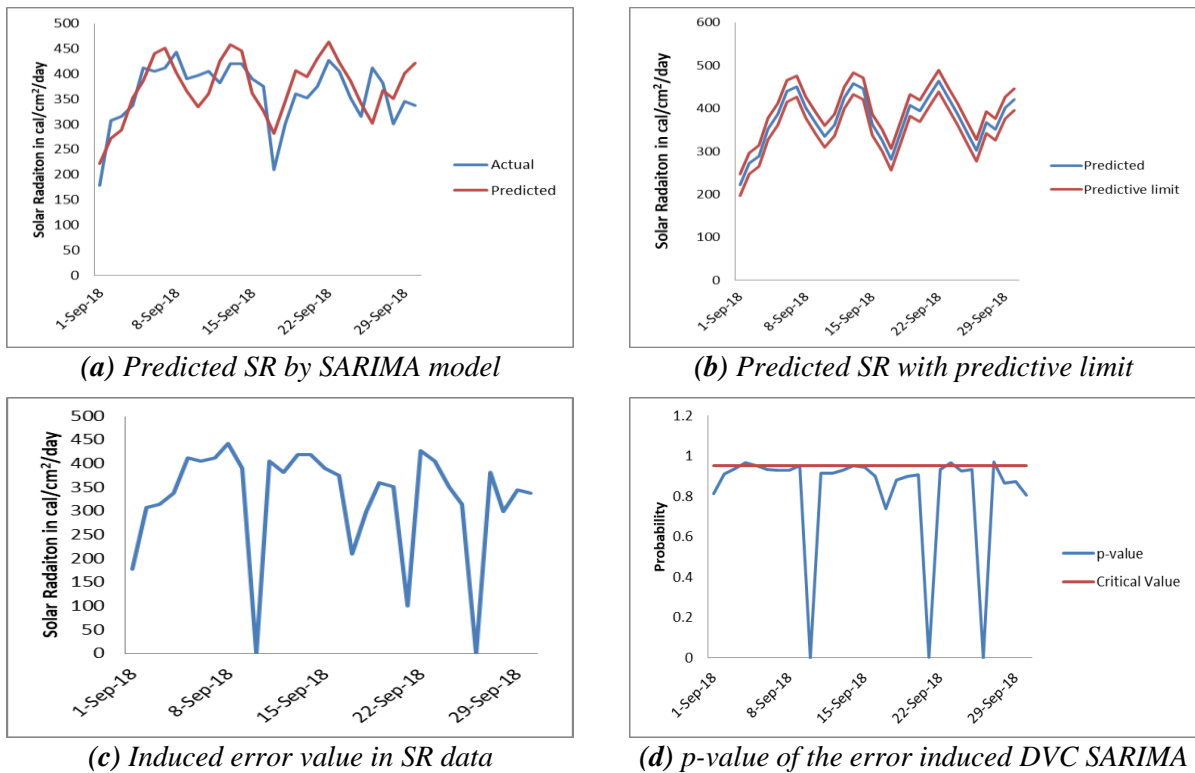 Solar Radaiton in cal/cm²/day
500
450
400
350
300
250
200
150
100
50
0
1-Sep-18
8-Sep-18
15-Sep-18
22-Sep-18
29-Sep-18
Actual
Predicted
(a) Predicted SR by SARIMA model
Solar Radaiton in cal/cm²/day
600
500
400
300
200
100
0
1-Sep-18
8-Sep-18
15-Sep-18
22-Sep-18
29-Sep-18
Predicted
Predictive limit
(b) Predicted SR with predictive limit
Solar Radaiton in cal/cm²/day
500
450
400
350
300
250
200
150
100
50
0
1-Sep-18
8-Sep-18
15-Sep-18
22-Sep-18
29-Sep-18
(c) Induced error value in SR data
Probability
1.2
1
0.8
0.6
0.4
0.2
0
1-Sep-18
8-Sep-18
15-Sep-18
22-Sep-18
29-Sep-18
p-value
Critical Value
(d) p-value of the error induced DVC SARIMA